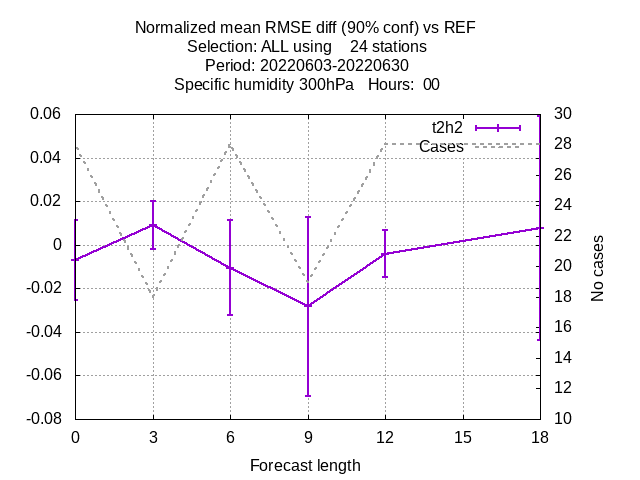 Normalized mean RMSE diff (90% conf) vs REF
Selection: ALL using    24 stations
Period: 20220603-20220630
Specific humidity 300hPa   Hours:  00
t2h2
Cases
0.06
0.04
0.02
0
-0.02
-0.04
-0.06
-0.08
30
28
26
24
22
20
18
16
14
12
10
No cases
0 3 6 9 12 15 18
Forecast length